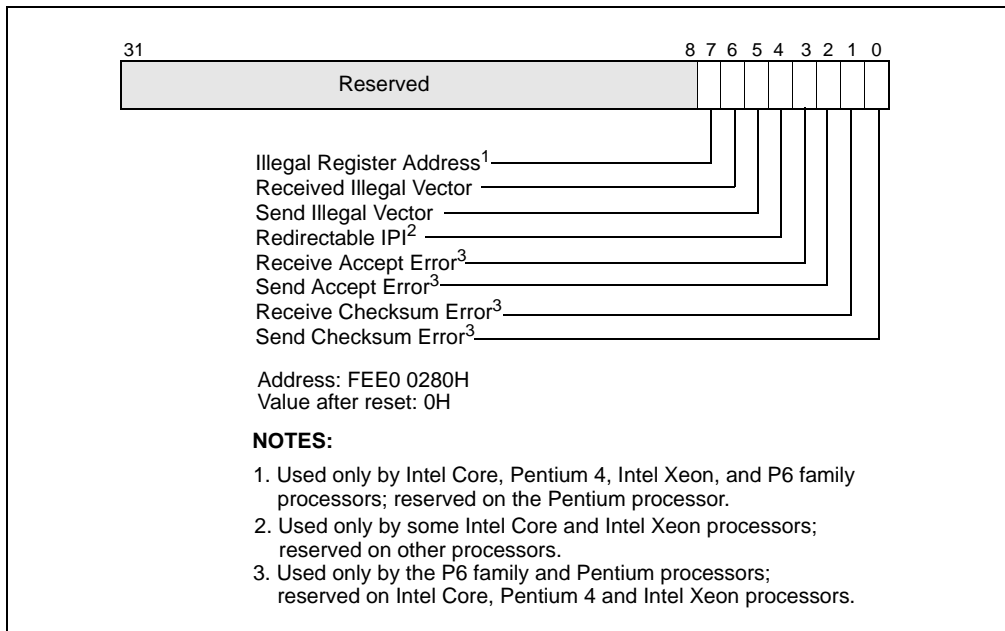 31 8 7 6 5 4 3 2 1 0
Reserved
Illegal Register Address1
Received Illegal Vector
Send Illegal Vector
Redirectable IPI2
Receive Accept Error3
Send Accept Error3
Receive Checksum Error3
Send Checksum Error3
Address: FEE0 0280H
Value after reset: 0H
NOTES:
1. Used only by Intel Core, Pentium 4, Intel Xeon, and P6 family
processors; reserved on the Pentium processor.
2. Used only by some Intel Core and Intel Xeon processors;
reserved on other processors.
3. Used only by the P6 family and Pentium processors;
reserved on Intel Core, Pentium 4 and Intel Xeon processors.